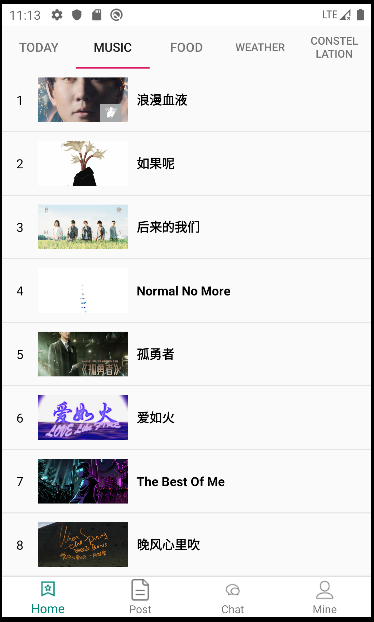 11:13
LTE
TODAY
MUSIC
FOOD
WEATHER
CONSTEL
LATION
1
浪漫血液
2
如果呢
3
后来的我们
4
Normal No More
5
《孤勇者》
孤勇者
6
爱如火
LOVE LIKE FIRE
爱如火
7
The Best Of Me
8
晚风心里吹
Home
Post
Chat
Mine